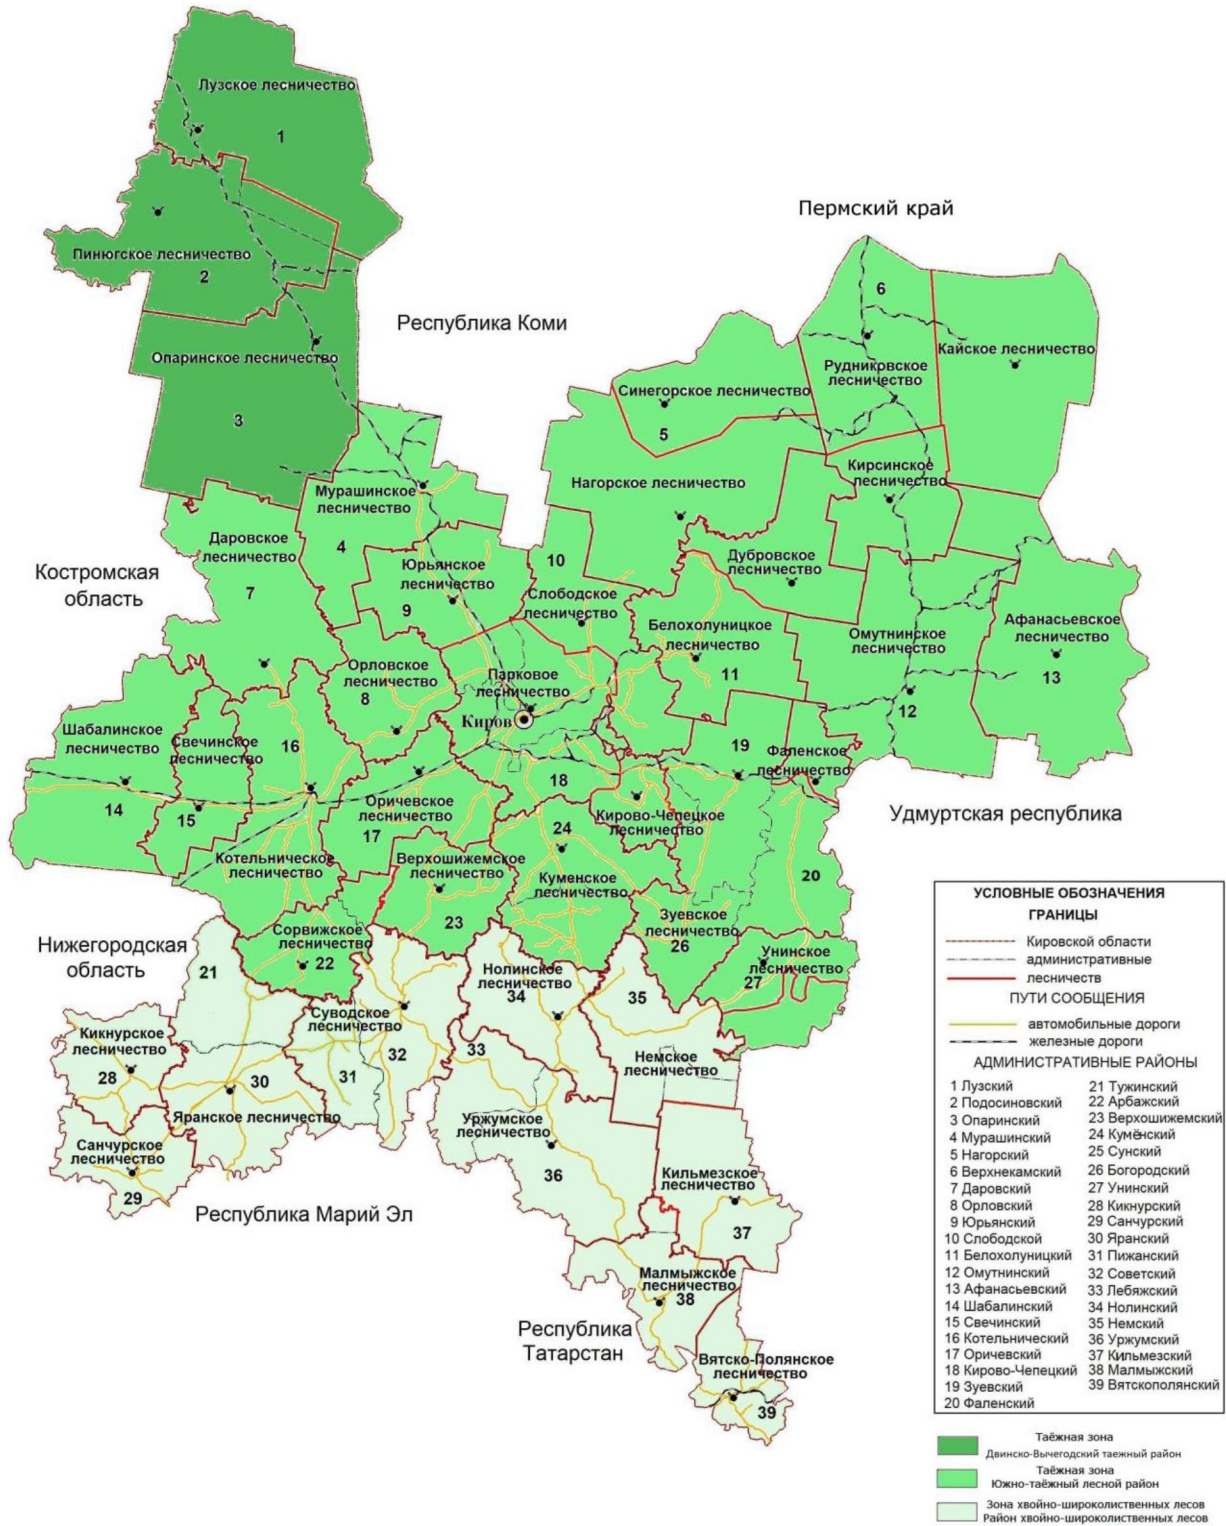 Лузское лесничество
1
Пермский край
Пинюгское лесничество
2
6
Республика Коми
Кайское лесничество
Опаринское лесничество
Рудниковское
лесничество
Синегорское лесничество
3
5
Кирсинское
лесничество
Мурашинское
лесничество
Нагорское лесничество
Даровское
лесничество
4
10
Дубровское
лесничество
Костромская
область
Юрьянское
лесничество
7
9
Слободское
лесничество
Белохолуницкое
лесничество
Омутнинское
лесничество
Афанасьевское
лесничество
Орловское
лесничество
8
Парковое
лесничество
11
13
12
Киров
Шабалинское
лесничество
Свечинское
лесничество
16
19
Фаленское
лесничество
18
14
15
Оричевское
лесничество
Кирово-Чепецкое
лесничество
Удмуртская республика
17
24
Котельническое
лесничество
Верхошижемское
лесничество
Куменское
лесничество
20
Зуевское
лесничество
23
26
Сорвижское
лесничество
22
Нижегородская
область
Унинское
лесничество
27
21
Нолинское
лесничество
34
35
Суводское
лесничество
Кикнурское
лесничество
28
32
33
Немское
лесничество
30
31
Яранское лесничество
Уржумское
лесничество
Санчурское
лесничество
29
36
Кильмезское
лесничество
37
Республика Марий Эл
Малмыжское
лесничество
38
Республика
Татарстан
Вятско-Полянское
лесничество
39
УСЛОВНЫЕ ОБОЗНАЧЕНИЯ
ГРАНИЦЫ
Кировской области
административные
лесничеств
ПУТИ СООБЩЕНИЯ
автомобильные дороги
железные дороги
АДМИНИСТРАТИВНЫЕ РАЙОНЫ
1 Лузский
2 Подосиновский
3 Опаринский
4 Мурашинский
5 Нагорский
6 Верхнекамский
7 Даровский
8 Орловский
9 Юрьянский
10 Слободской
11 Белохолуницкий
12 Омутнинский
13 Афанасьевский
14 Шабалинский
15 Свечинский
16 Котельнический
17 Оричевский
18 Кирово-Чепецкий
19 Зуевский
20 Фаленский
21 Тужинский
22 Арбажский
23 Верхошижемский
24 Кумёнский
25 Сунский
26 Богородский
27 Унинский
28 Кикнурский
29 Санчурский
30 Яранский
31 Пижанский
32 Советский
33 Лебяжский
34 Нолинский
35 Немский
36 Уржумский
37 Кильмезский
38 Малмыжский
39 Вятскополянский
Таёжная зона
Двинско-Вычегодский таежный район
Таёжная зона
Южно-таёжный лесной район
Зона хвойно-широколиственных лесов
Район хвойно-широколиственных лесов